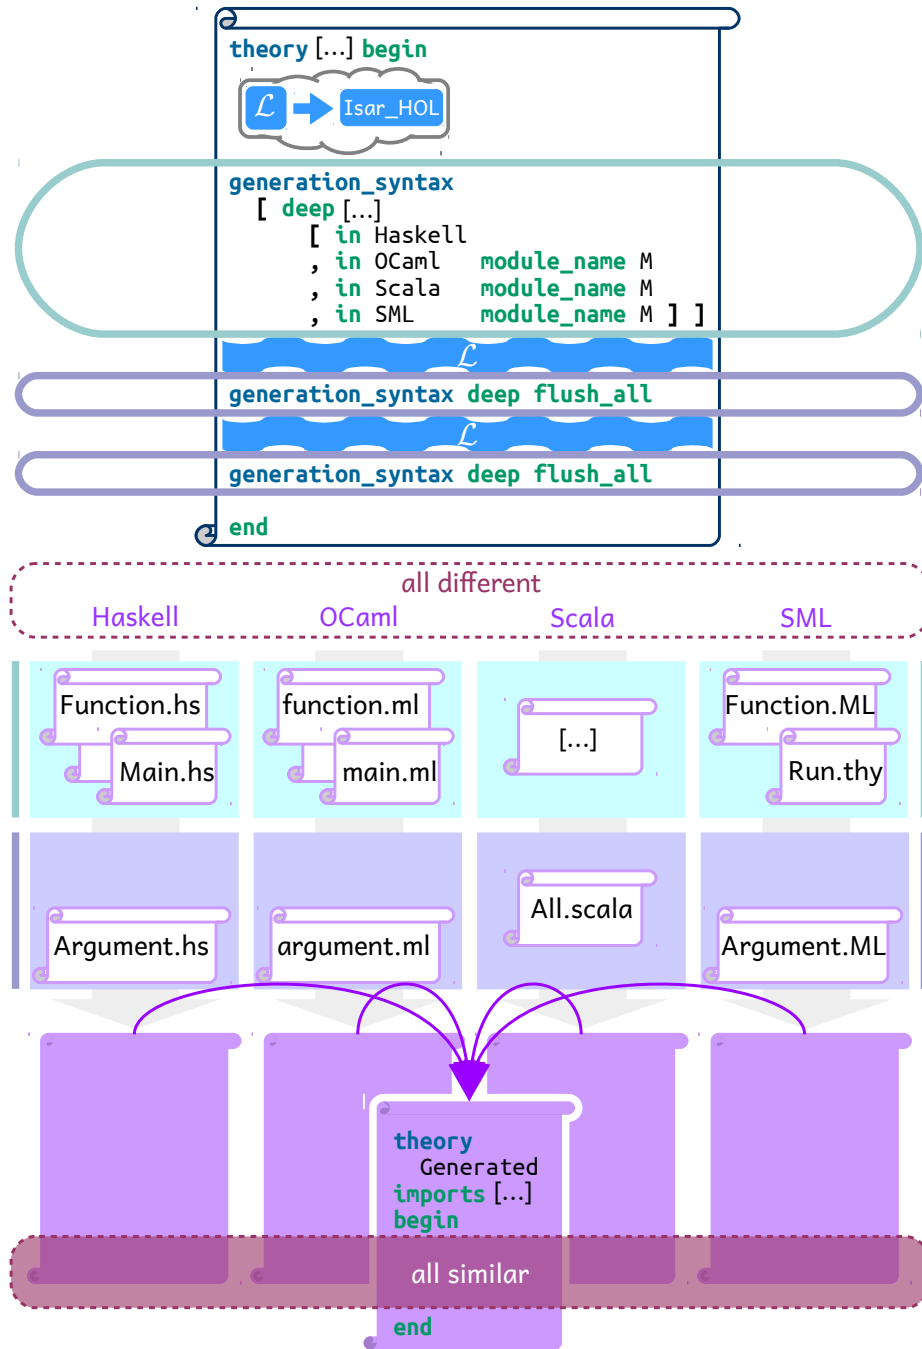 theory [...] begin
ℒ Isar_HOL
generation_syntax
[ deep [...]
[ in Haskell
, in OCaml module_name M
, in Scala module_name M
, in SML module_name M ] ]
ℒ
generation_syntax deep flush_all
ℒ
generation_syntax deep flush_all
end
all different
Haskell OCaml Scala SML
Function.hs function.ml [...] Function.ML
Main.hs main.ml Run.thy
Argument.hs argument.ml All.scala Argument.ML
theory
Generated
imports [...]
begin
all similar
end